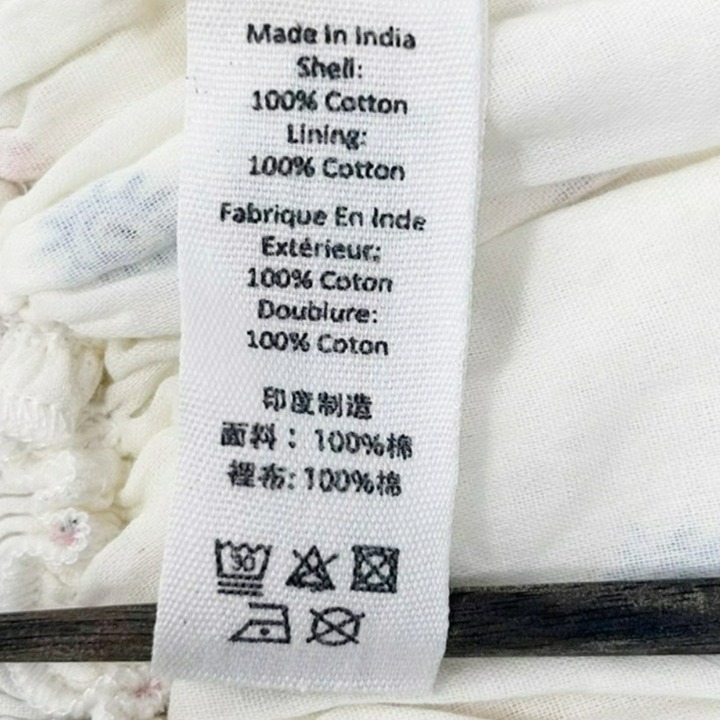 Made in India
Shell:
100% Cotton
Lining:
100% Cotton
Fabrique En Inde
Extérieur:
100% Coton
Doublure:
100% Coton
印度制造
面料：100%棉
裡布: 100%棉
30